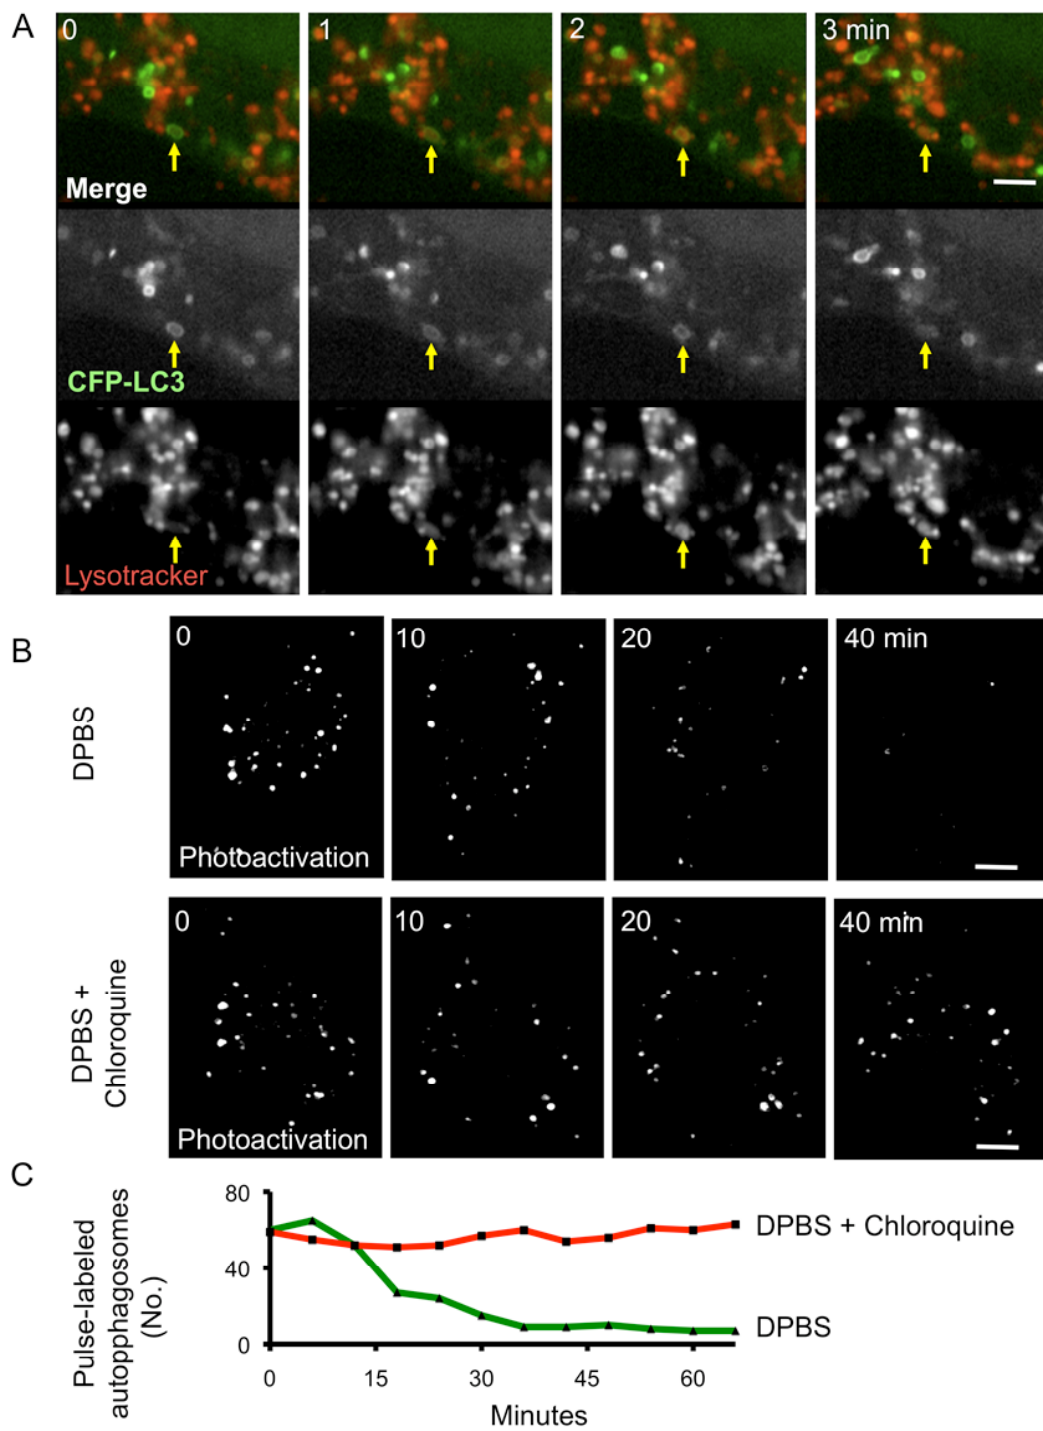 A
0
1
2
3 min
Merge
CFP-LC3
Lysotracker
B
DPBS
0
10
20
40 min
Photoactivation
DPBS +
Chloroquine
0
10
20
40 min
Photoactivation
C
Pulse-labeled
autopphagosomes
(No.)
80
40
0
DPBS + Chloroquine
DPBS
0
15
30
45
60
Minutes